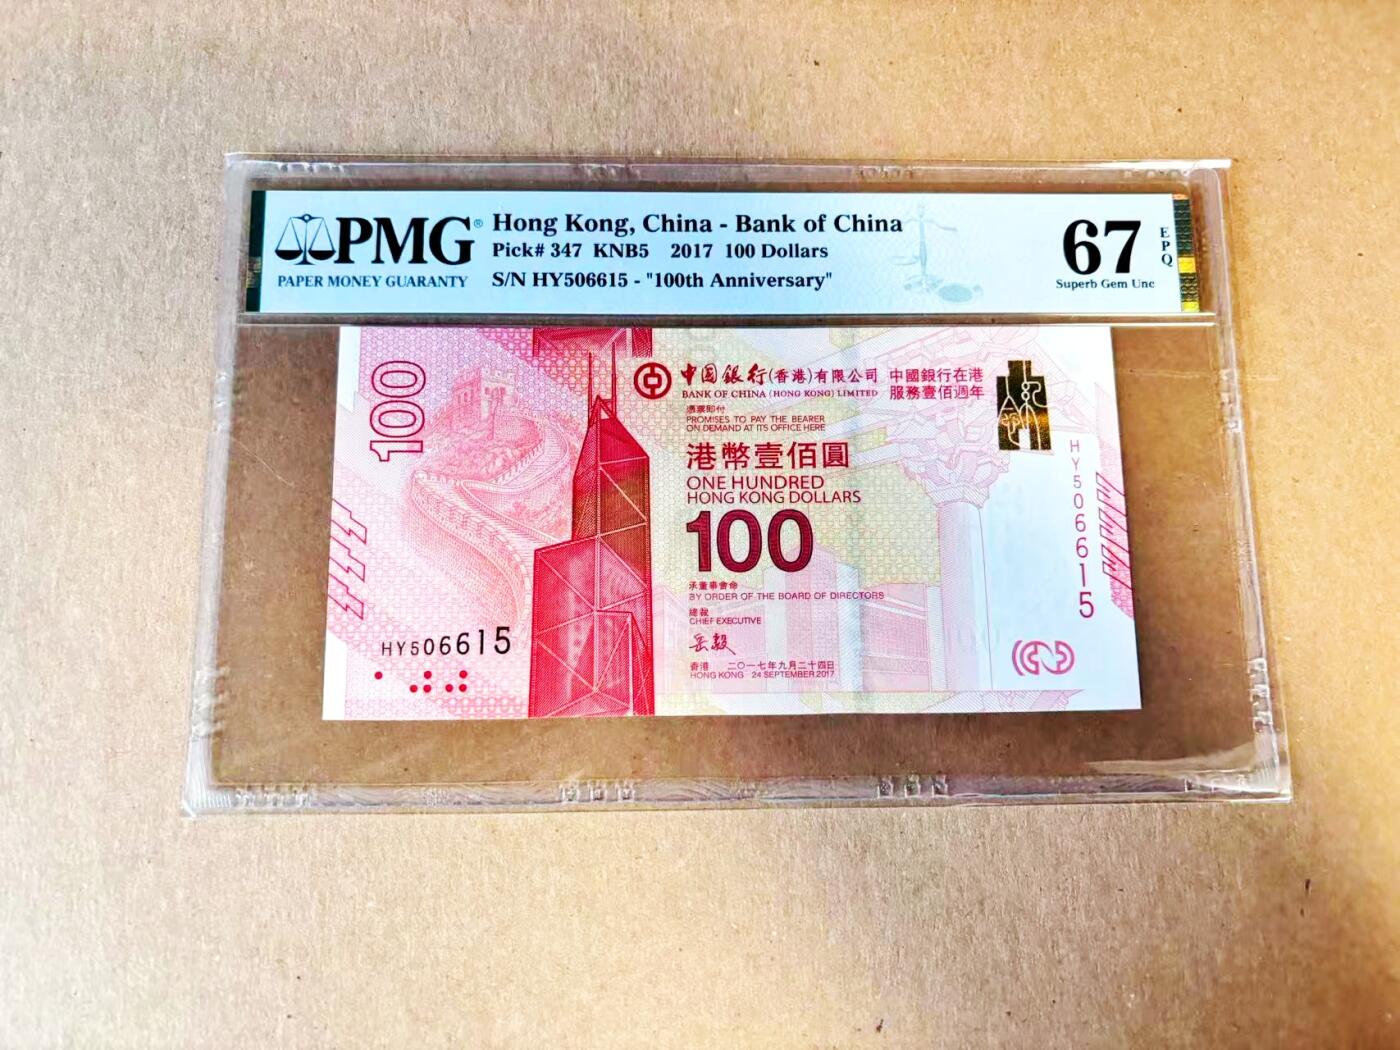 PMG®
PAPER MONEY GUARANTY
Hong Kong, China - Bank of China
Pick# 347 KNB5 2017 100 Dollars
S/N HY506615 - "100th Anniversary"
67
Superb Gem Unc
EPQ
100
中國銀行(香港)有限公司
BANK OF CHINA (HONG KONG) LIMITED
中國銀行在港
服務壹佰週年
憑票即付
PROMISES TO PAY THE BEARER
ON DEMAND AT ITS OFFICE HERE
港幣壹佰圓
ONE HUNDRED
HONG KONG DOLLARS
100
承董事會命
BY ORDER OF THE BOARD OF DIRECTORS
總裁
CHIEF EXECUTIVE
岳毅
香港 二〇一七年九月二十四日
HONG KONG 24 SEPTEMBER 2017
HY506615
HY506615